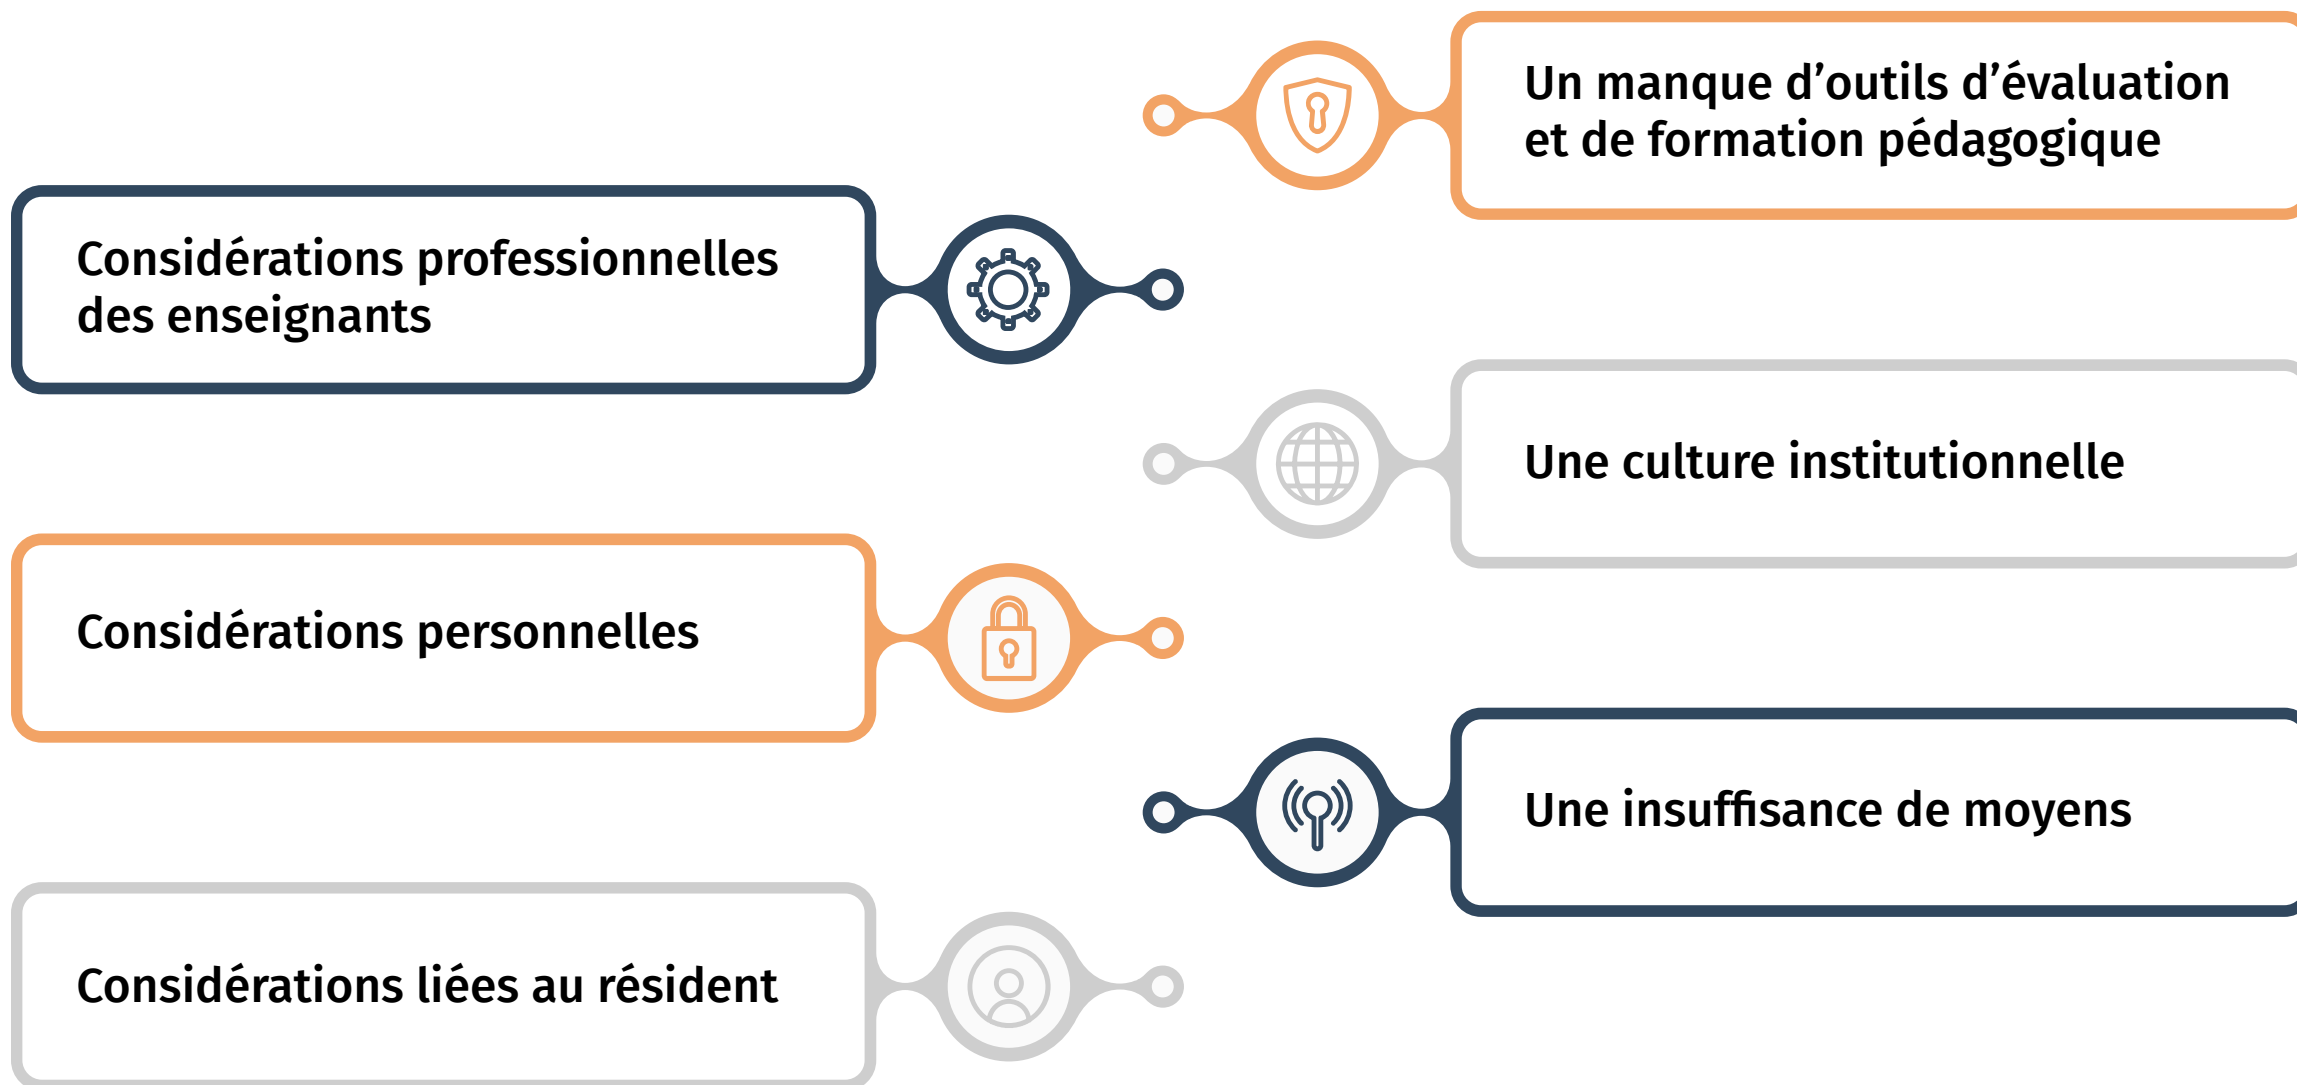 Un manque d’outils d’évaluation
et de formation pédagogique
Considérations professionnelles
des enseignants
Une culture institutionnelle
Considérations personnelles
Une insuffisance de moyens
Considérations liées au résident